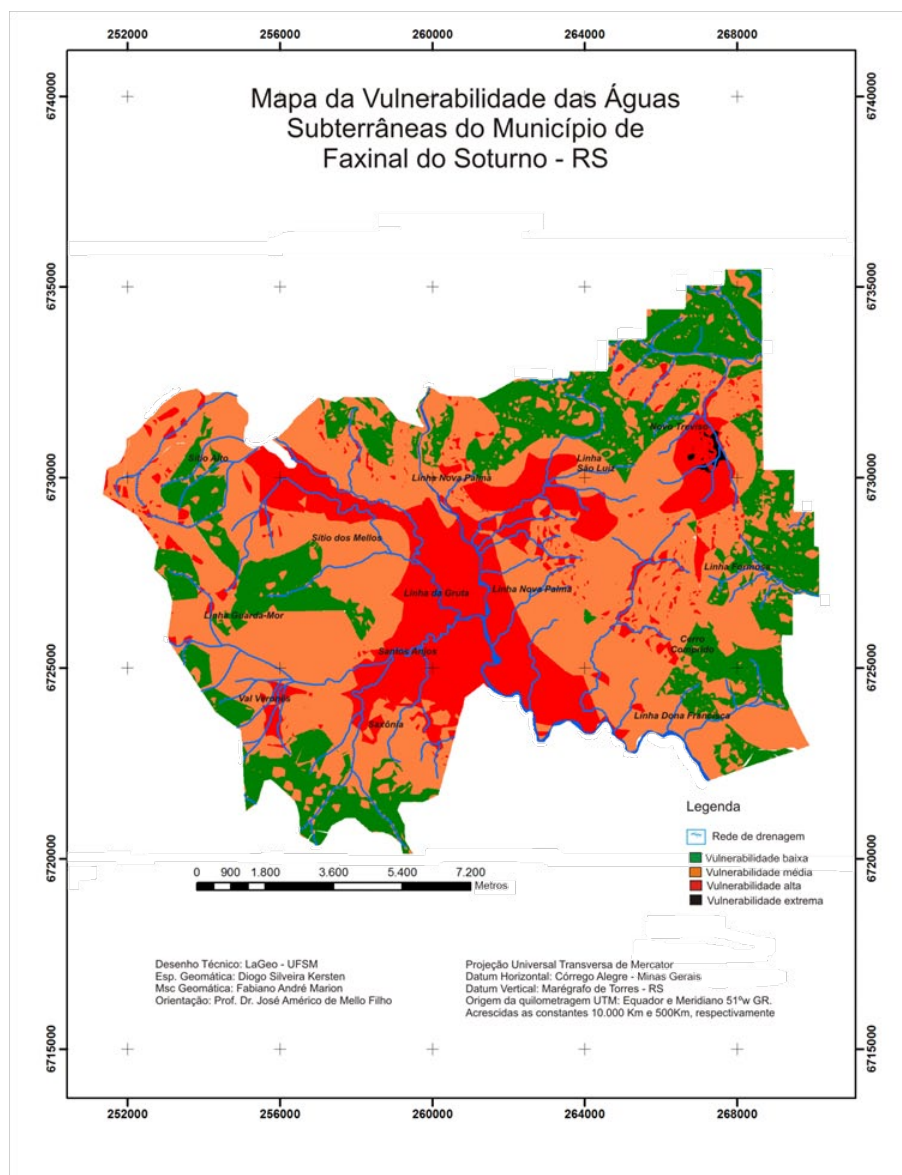 252000 256000 260000 264000 268000
Mapa da Vulnerabilidade das Águas
Subterrâneas do Município de
Faxinal do Soturno - RS
6740000
6740000
6735000
6735000
6730000
6730000
6725000
6725000
6720000
6720000
6715000
6715000
Novo Treviso
Sítio Alto
Linha
São Luiz
Linha Nova Palma
Sítio dos Mellos
Linha Formosa
Linha da Gruta
Linha Nova Palma
Linha Guarda-Mor
Cerro
Comprido
Santos Anjos
Val Veronês
Saxônia
Linha Dona Francisca
Legenda
Rede de drenagem
Vulnerabilidade baixa
Vulnerabilidade média
Vulnerabilidade alta
Vulnerabilidade extrema
0 900 1.800 3.600 5.400 7.200
Metros
Desenho Técnico: LaGeo - UFSM
Esp. Geomática: Diogo Silveira Kersten
Msc Geomática: Fabiano André Marion
Orientação: Prof. Dr. José Américo de Mello Filho
Projeção Universal Transversa de Mercator
Datum Horizontal: Córrego Alegre - Minas Gerais
Datum Vertical: Marégrafo de Torres - RS
Origem da quilometragem UTM: Equador e Meridiano 51ºw GR.
Acrescidas as constantes 10.000 Km e 500Km, respectivamente
252000 256000 260000 264000 268000